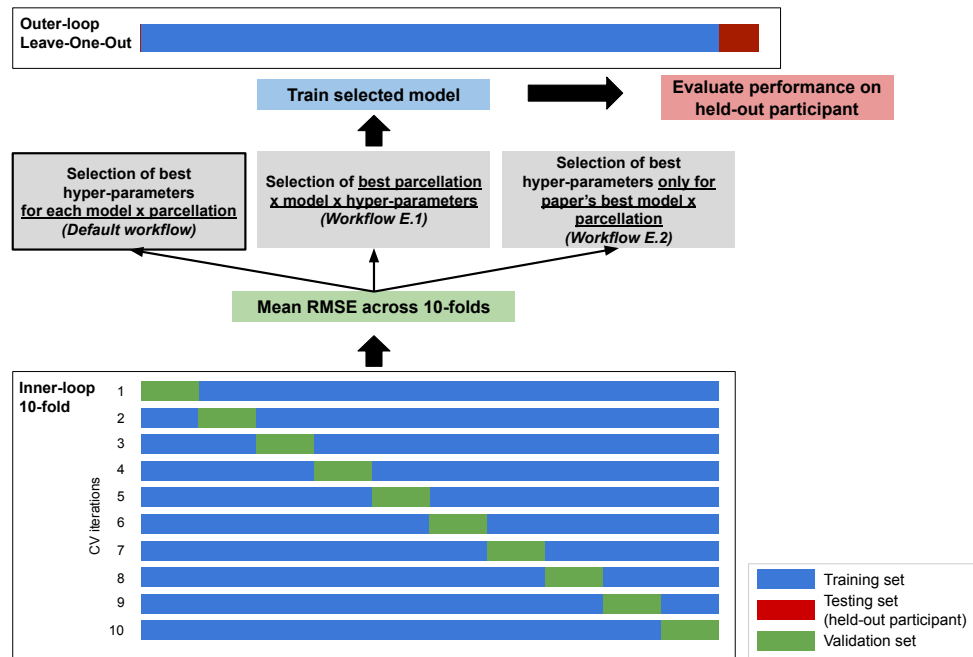 Outer-loop
Leave-One-Out
Train selected model
Evaluate performance on
held-out participant
Selection of best
hyper-parameters
for each model x parcellation
(Default workflow)
Selection of best parcellation
x model x hyper-parameters
(Workflow E.1)
Selection of best
hyper-parameters only for
paper's best model x
parcellation
(Workflow E.2)
Mean RMSE across 10-folds
Inner-loop
10-fold
CV iterations
1
2
3
4
5
6
7
8
9
10
Training set
Testing set
(held-out participant)
Validation set